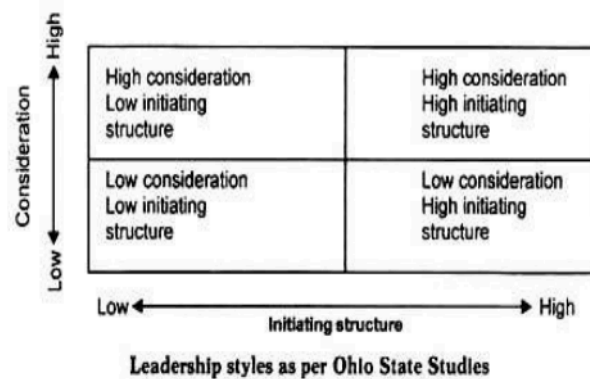 High
High consideration
Low initiating
structure
High consideration
High initiating
structure
Consideration
Low consideration
Low initiating
structure
Low consideration
High initiating
structure
Low
Low
High
Initiating structure
Leadership styles as per Ohio State Studies